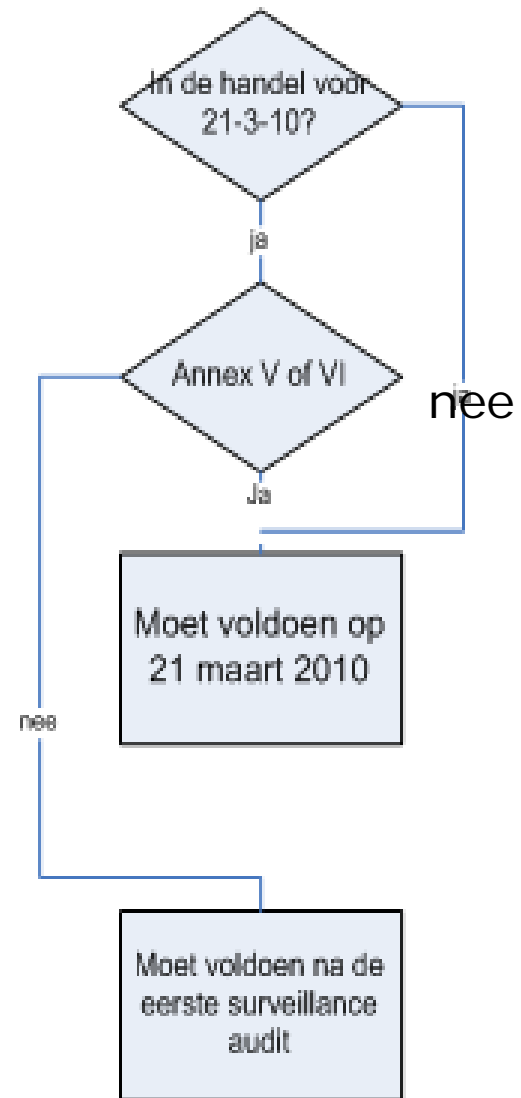 In de handel voor
21-3-10?
ja
Annex V of VI
nee
Ja
Moet voldoen op
21 maart 2010
nee
Moet voldoen na de
eerste surveillance
audit